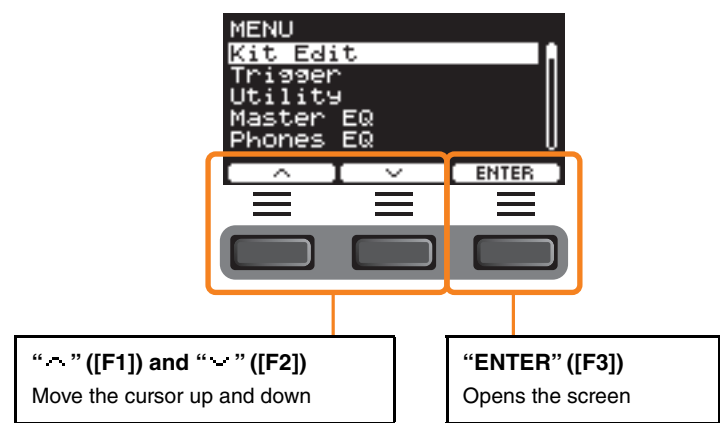 MENU
Kit Edit
Trigger
Utility
Master EQ
Phones EQ
ENTER
“︿” ([F1]) and “﹀” ([F2])
Move the cursor up and down
“ENTER” ([F3])
Opens the screen